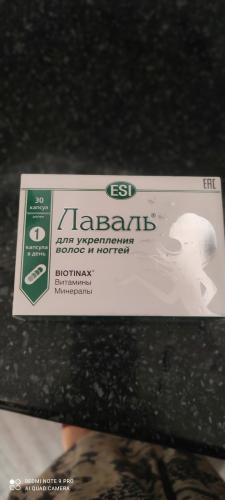 ESI
EAC
30
капсул
1
капсула
в день
Лаваль®
для укрепления
волос и ногтей
BIOTINAX®
Витамины
Минералы
REDMI NOTE 9 PRO
AI QUAD CAMERA